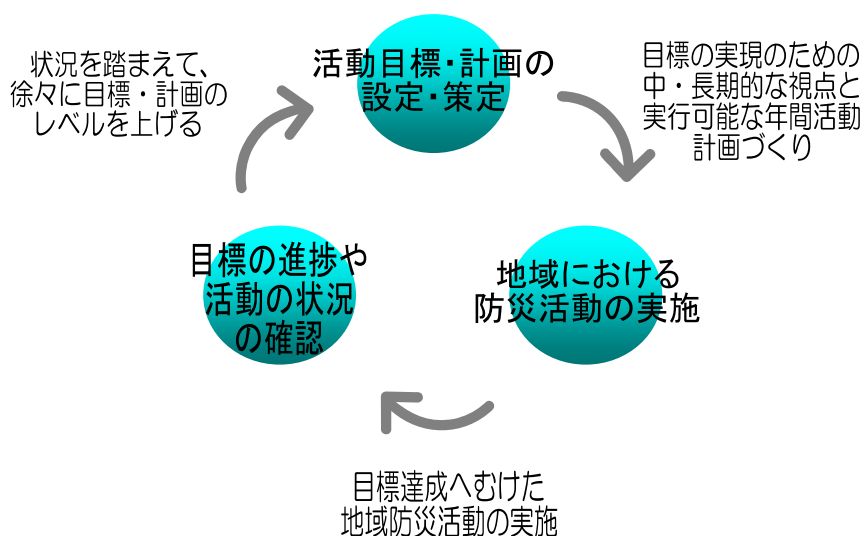 活動目標・計画の
設定・策定
目標の実現のための
中・長期的な視点と
実行可能な年間活動
計画づくり
地域における
防災活動の実施
目標達成へむけた
地域防災活動の実施
目標の進捗や
活動の状況
の確認
状況を踏まえて、
徐々に目標・計画の
レベルを上げる